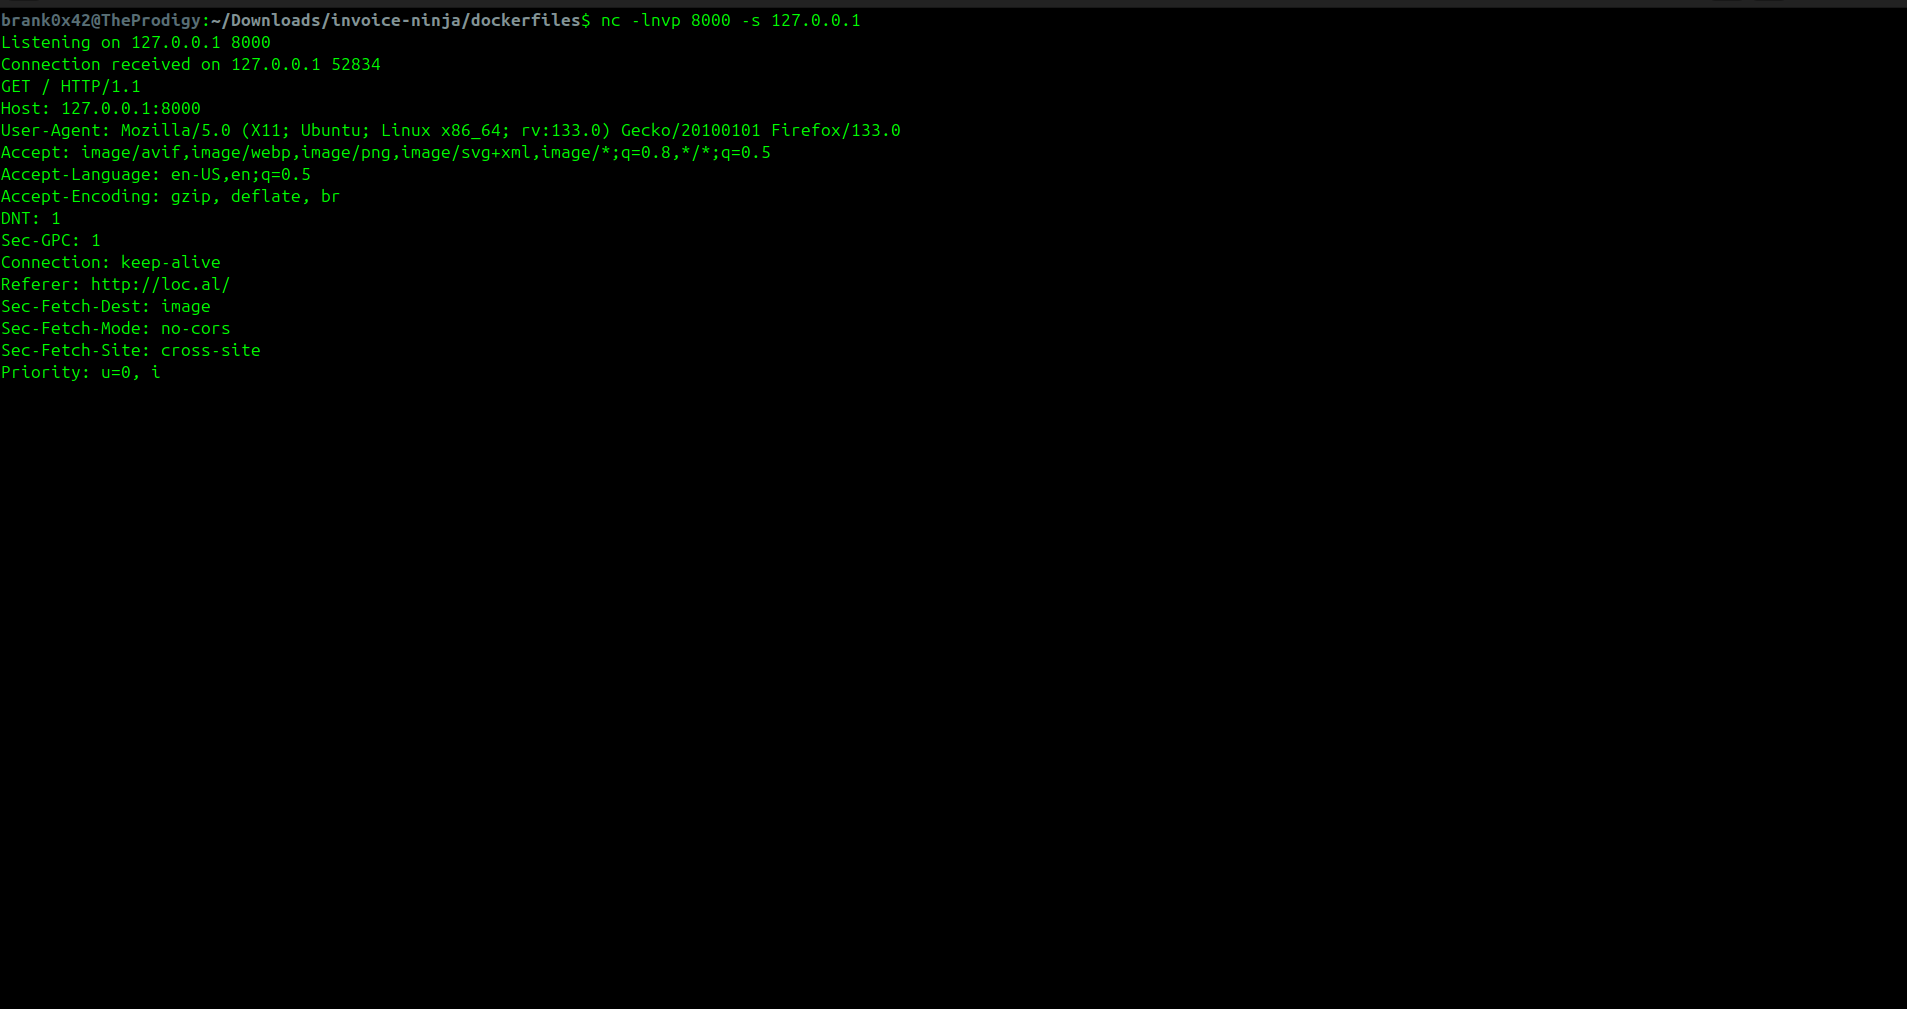 brank0x42@TheProdigy:~/Downloads/invoice-ninja/dockerfiles$ nc -lnvp 8000 -s 127.0.0.1
Listening on 127.0.0.1 8000
Connection received on 127.0.0.1 52834
GET / HTTP/1.1
Host: 127.0.0.1:8000
User-Agent: Mozilla/5.0 (X11; Ubuntu; Linux x86_64; rv:133.0) Gecko/20100101 Firefox/133.0
Accept: image/avif,image/webp,image/png,image/svg+xml,image/*;q=0.8,*/*;q=0.5
Accept-Language: en-US,en;q=0.5
Accept-Encoding: gzip, deflate, br
DNT: 1
Sec-GPC: 1
Connection: keep-alive
Referer: http://loc.al/
Sec-Fetch-Dest: image
Sec-Fetch-Mode: no-cors
Sec-Fetch-Site: cross-site
Priority: u=0, i